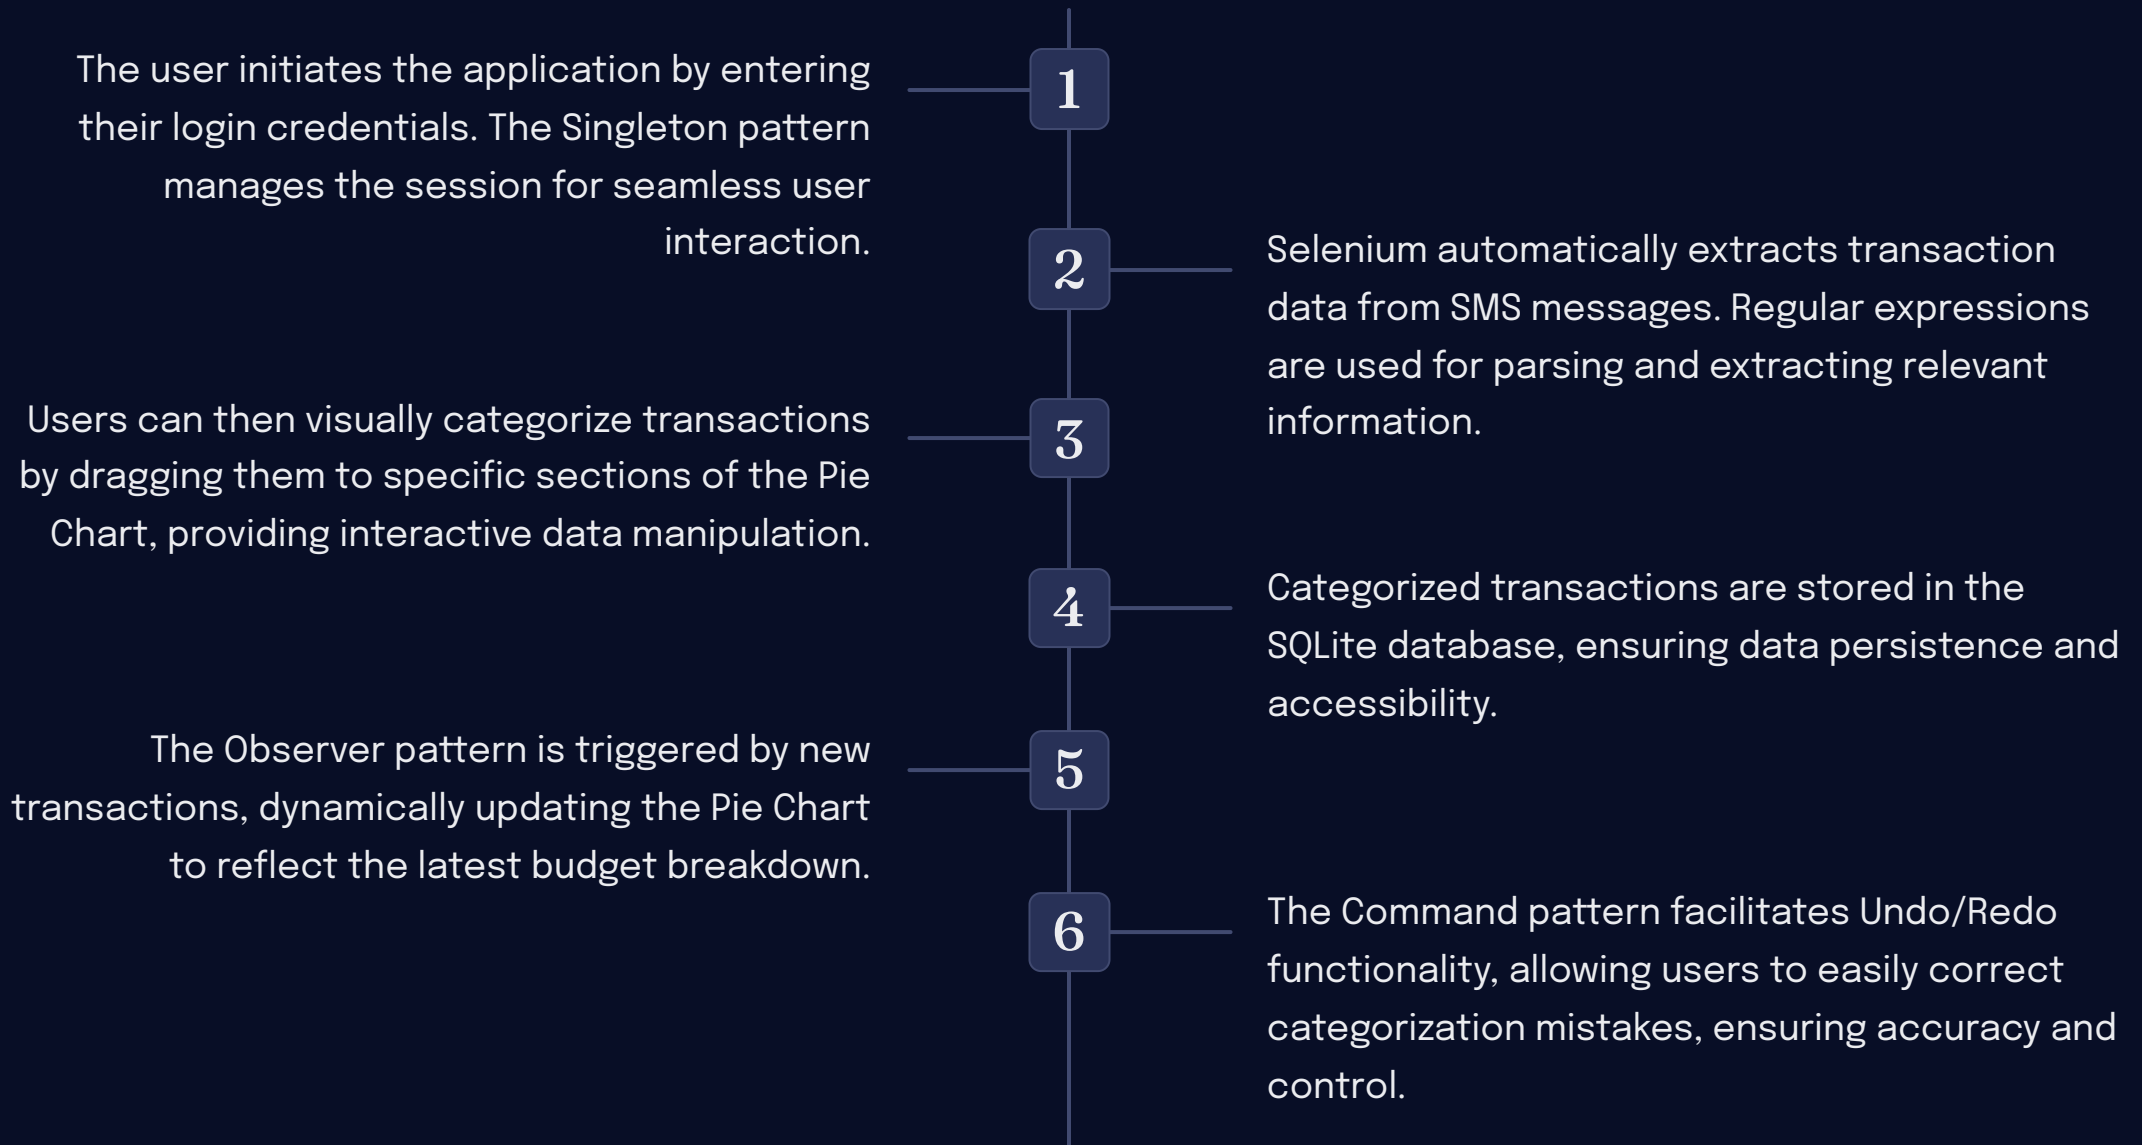 1
The user initiates the application by entering
their login credentials. The Singleton pattern
manages the session for seamless user
interaction.
2
Selenium automatically extracts transaction
data from SMS messages. Regular expressions
are used for parsing and extracting relevant
information.
3
Users can then visually categorize transactions
by dragging them to specific sections of the Pie
Chart, providing interactive data manipulation.
4
Categorized transactions are stored in the
SQLite database, ensuring data persistence and
accessibility.
5
The Observer pattern is triggered by new
transactions, dynamically updating the Pie Chart
to reflect the latest budget breakdown.
6
The Command pattern facilitates Undo/Redo
functionality, allowing users to easily correct
categorization mistakes, ensuring accuracy and
control.